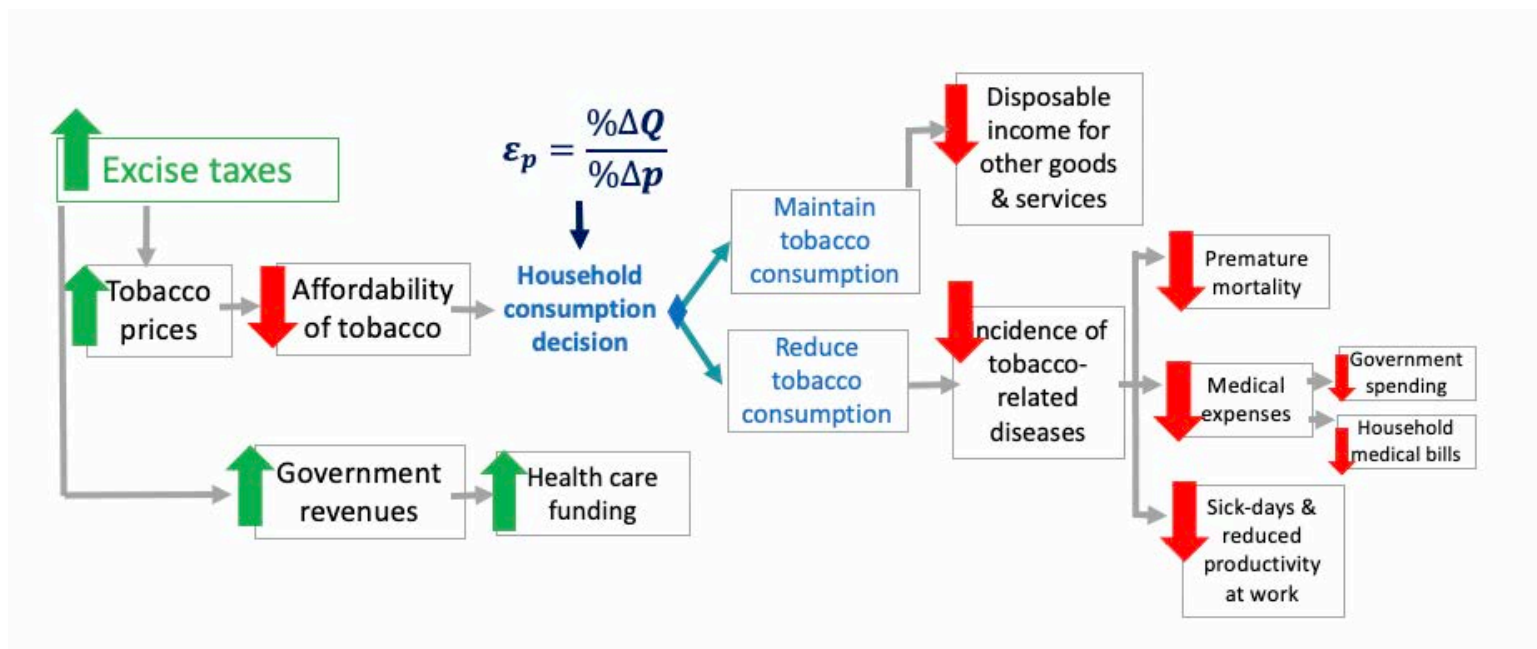 Excise taxes
Tobacco
prices
Affordability
of tobacco
εₚ = %ΔQ / %Δp
Household
consumption
decision
Maintain
tobacco
consumption
Reduce
tobacco
consumption
Disposable
income for
other goods
& services
ncidence of
tobacco-
related
diseases
Premature
mortality
Medical
expenses
Government
spending
Household
medical bills
Sick-days &
reduced
productivity
at work
Government
revenues
Health care
funding